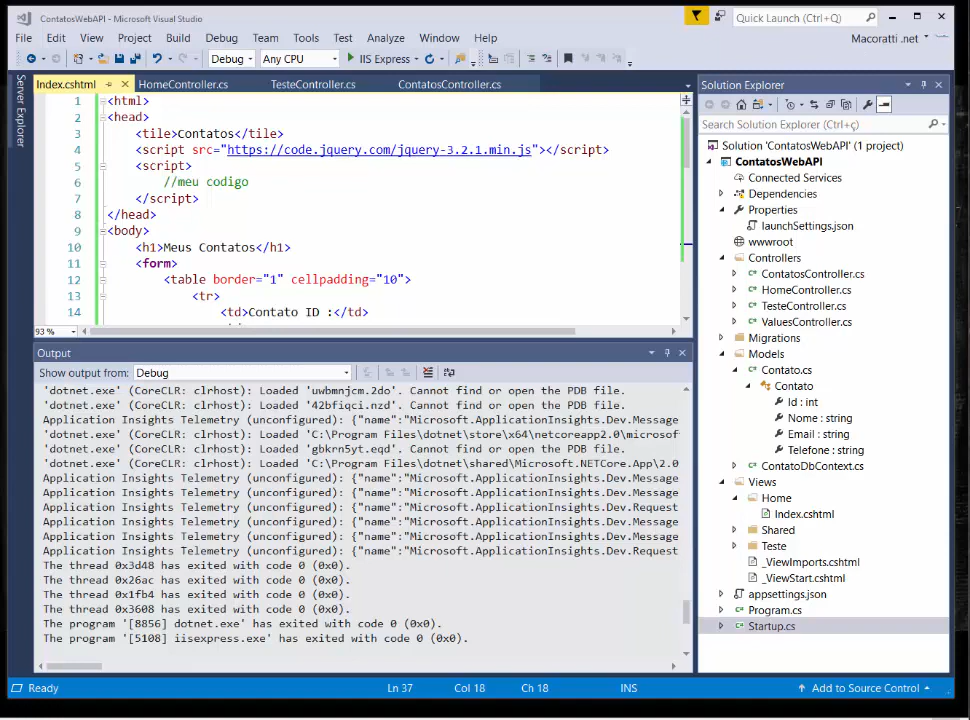 ContatosWebAPI - Microsoft Visual Studio
Quick Launch (Ctrl+Q)
File Edit View Project Build Debug Team Tools Test Analyze Window Help
Macoratti .net
Debug Any CPU IIS Express
Server Explorer
Index.cshtml HomeController.cs TesteController.cs ContatosController.cs
1 <html>
2 <head>
3 <tile>Contatos</tile>
4 <script src="https://code.jquery.com/jquery-3.2.1.min.js"></script>
5 <script>
6 //meu codigo
7 </script>
8 </head>
9 <body>
10 <h1>Meus Contatos</h1>
11 <form>
12 <table border="1" cellpadding="10">
13 <tr>
14 <td>Contato ID :</td>
93 %
Output
Show output from: Debug
'dotnet.exe' (CoreCLR: clrhost): Loaded 'uwbmnjcm.2do'. Cannot find or open the PDB file.
'dotnet.exe' (CoreCLR: clrhost): Loaded '42bfiqci.nzd'. Cannot find or open the PDB file.
Application Insights Telemetry (unconfigured): {"name":"Microsoft.ApplicationInsights.Dev.Message
'dotnet.exe' (CoreCLR: clrhost): Loaded 'C:\Program Files\dotnet\store\x64\netcoreapp2.0\microsof
'dotnet.exe' (CoreCLR: clrhost): Loaded 'gbkrn5yt.eqd'. Cannot find or open the PDB file.
'dotnet.exe' (CoreCLR: clrhost): Loaded 'C:\Program Files\dotnet\shared\Microsoft.NETCore.App\2.0
Application Insights Telemetry (unconfigured): {"name":"Microsoft.ApplicationInsights.Dev.Message
Application Insights Telemetry (unconfigured): {"name":"Microsoft.ApplicationInsights.Dev.Message
Application Insights Telemetry (unconfigured): {"name":"Microsoft.ApplicationInsights.Dev.Request
Application Insights Telemetry (unconfigured): {"name":"Microsoft.ApplicationInsights.Dev.Message
Application Insights Telemetry (unconfigured): {"name":"Microsoft.ApplicationInsights.Dev.Message
Application Insights Telemetry (unconfigured): {"name":"Microsoft.ApplicationInsights.Dev.Request
The thread 0x3d48 has exited with code 0 (0x0).
The thread 0x26ac has exited with code 0 (0x0).
The thread 0x1fb4 has exited with code 0 (0x0).
The thread 0x3608 has exited with code 0 (0x0).
The program '[8856] dotnet.exe' has exited with code 0 (0x0).
The program '[5108] iisexpress.exe' has exited with code 0 (0x0).
Solution Explorer
Search Solution Explorer (Ctrl+ç)
Solution 'ContatosWebAPI' (1 project)
ContatosWebAPI
Connected Services
Dependencies
Properties
launchSettings.json
wwwroot
Controllers
ContatosController.cs
HomeController.cs
TesteController.cs
ValuesController.cs
Migrations
Models
Contato.cs
Contato
Id : int
Nome : string
Email : string
Telefone : string
ContatoDbContext.cs
Views
Home
Index.cshtml
Shared
Teste
_ViewImports.cshtml
_ViewStart.cshtml
appsettings.json
Program.cs
Startup.cs
Ready Ln 37 Col 18 Ch 18 INS Add to Source Control